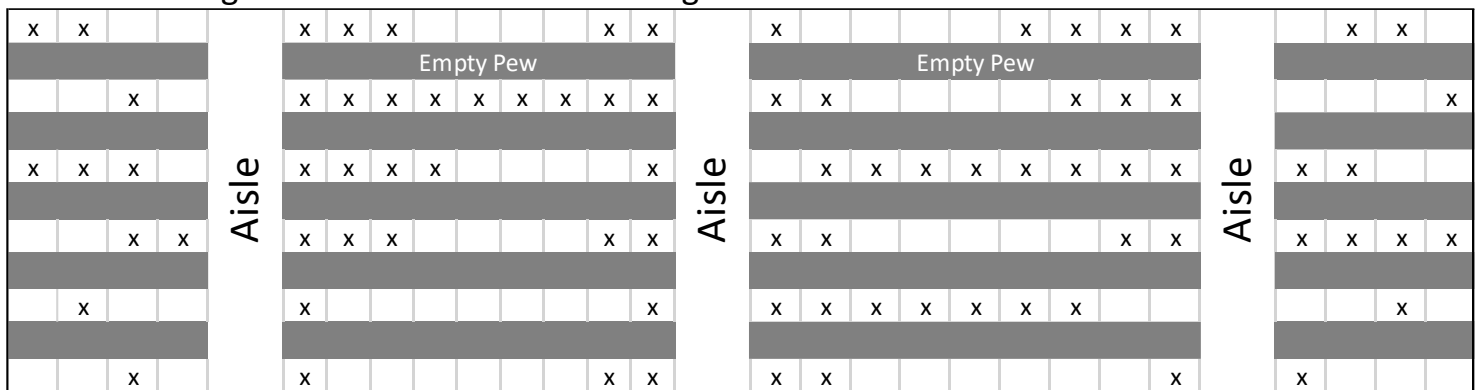 x x x x x x x x x x x x x x
Empty Pew Empty Pew
x x x x x x x x x x x x x x x x
x x x x x x x x x x x x x x x x x x
Aisle Aisle Aisle
x x x x x x x x x x x x x x x
x x x x x x x x x x x
x x x x x x x x